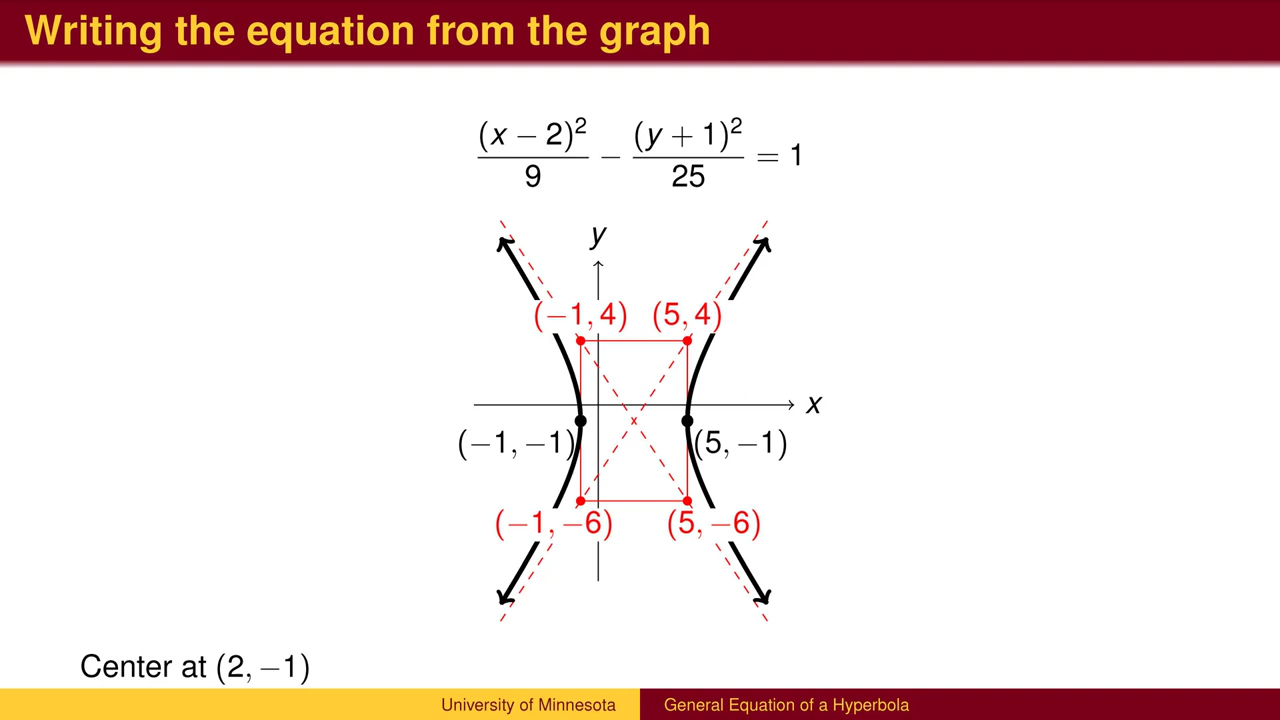 Writing the equation from the graph
(x − 2)² / 9 − (y + 1)² / 25 = 1
y
(−1, 4) (5, 4)
x
(−1, −1) (5, −1)
(−1, −6) (5, −6)
Center at (2, −1)
University of Minnesota General Equation of a Hyperbola